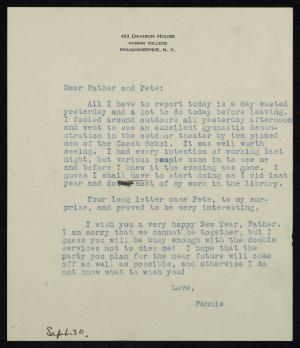 403 DAVISON HOUSE
VASSAR COLLEGE
POUGHKEEPSIE, N. Y.
Dear Father and Pete:
All I have to report today is a day wasted
yesterday and a lot to do today before leaving.
I fooled around outdoors all yesterday afternoon
and went to see an excellent gymnastic demon-
stration in the outdoor theater by ten picked
men of the Czech Sokol. It was well worth
seeing. I had every intention of working last
night, but various people came in to see me
and before I knew it the evening was gone. I
guess I shall have to start doing as I did last
year and do most of my work in the library.
Your long letter came Pete, to my sur-
prise, and proved to be very interesting.
I wish you a very happy New Year, Father.
I am sorry that we cannot be together, but I
guess you will be busy enough with the double
services not to miss me! I hope that the
party you plan for the near future will come
off as well as possible, and otherwise I do
not know what to wish you!
Love,
Fannie
Sept. 30.